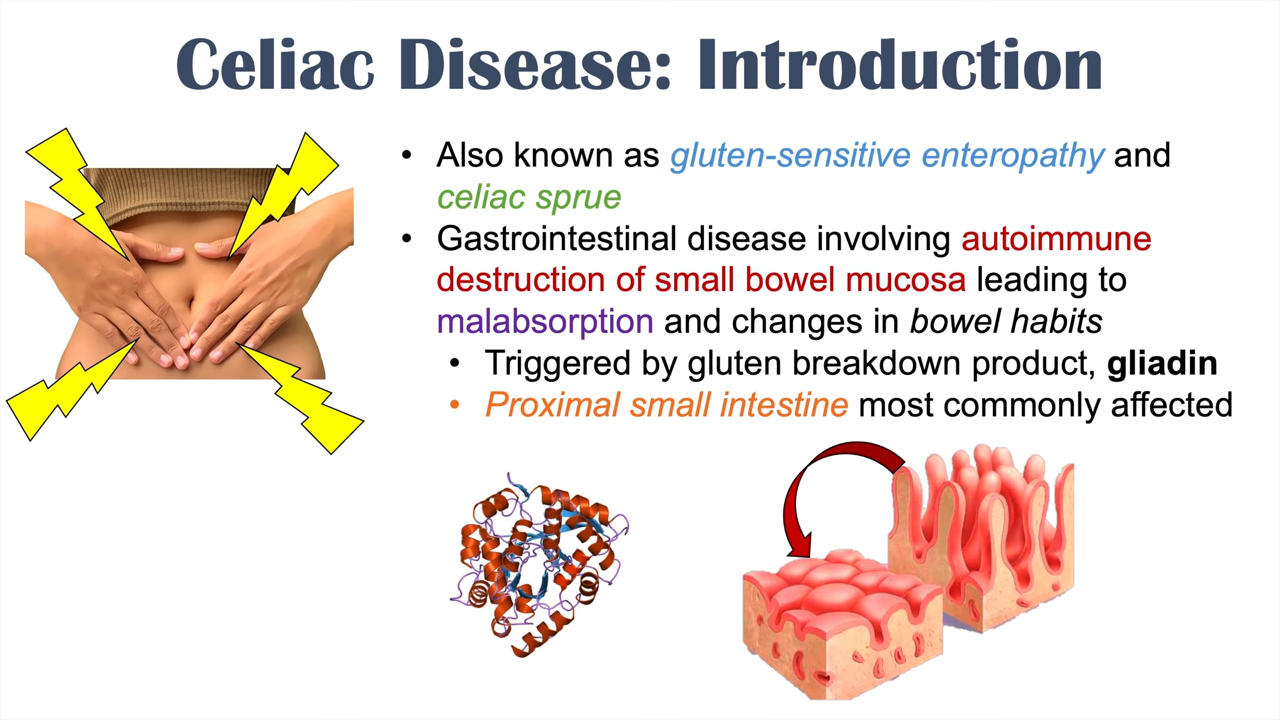 Celiac Disease: Introduction
• Also known as gluten-sensitive enteropathy and
celiac sprue
• Gastrointestinal disease involving autoimmune
destruction of small bowel mucosa leading to
malabsorption and changes in bowel habits
• Triggered by gluten breakdown product, gliadin
• Proximal small intestine most commonly affected